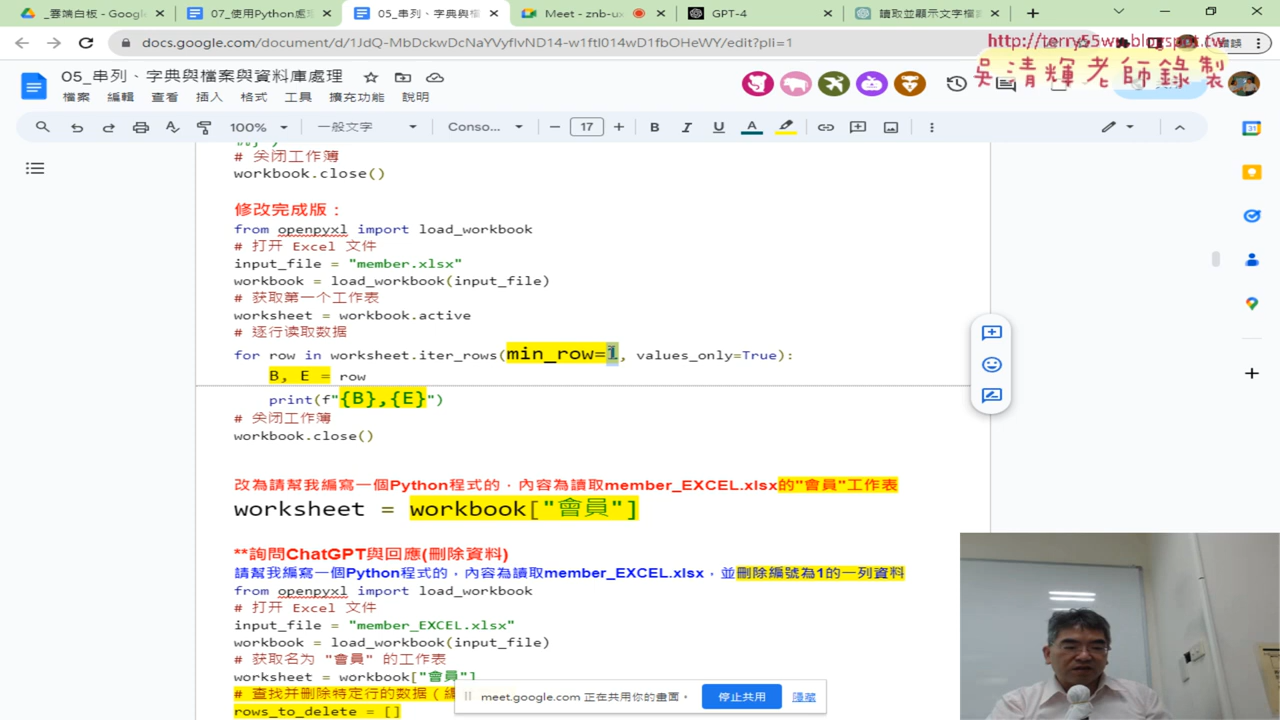 _雲端白板 - Google
07_使用Python處理
05_串列、字典與檔
Meet - znb-ux
GPT-4
讀取並顯示文字檔
docs.google.com/document/d/1JdQ-MbDckwDcNaYVyflvND14-w1ftl014wD1fbOHeWY/edit?pli=1
http://terry55wu.blogspot.tw
吳清輝老師錄製
05_串列、字典與檔案與資料庫處理
檔案 編輯 查看 插入 格式 工具 擴充功能 說明
100% 一般文字 Conso... 17 B I U A
# 关闭工作簿
workbook.close()
修改完成版：
from openpyxl import load_workbook
# 打开 Excel 文件
input_file = "member.xlsx"
workbook = load_workbook(input_file)
# 获取第一个工作表
worksheet = workbook.active
# 逐行读取数据
for row in worksheet.iter_rows(min_row=1, values_only=True):
B, E = row
print(f"{B},{E}")
# 关闭工作簿
workbook.close()
改為請幫我編寫一個Python程式的，內容為讀取member_EXCEL.xlsx的"會員"工作表
worksheet = workbook["會員"]
**詢問ChatGPT與回應(刪除資料)
請幫我編寫一個Python程式的，內容為讀取member_EXCEL.xlsx，並刪除編號為1的一列資料
from openpyxl import load_workbook
# 打开 Excel 文件
input_file = "member_EXCEL.xlsx"
workbook = load_workbook(input_file)
# 获取名为 "會員" 的工作表
worksheet = workbook["會員"]
# 查找并删除特定行的数据
rows_to_delete = []
meet.google.com 正在共用你的畫面。
停止共用
隱藏